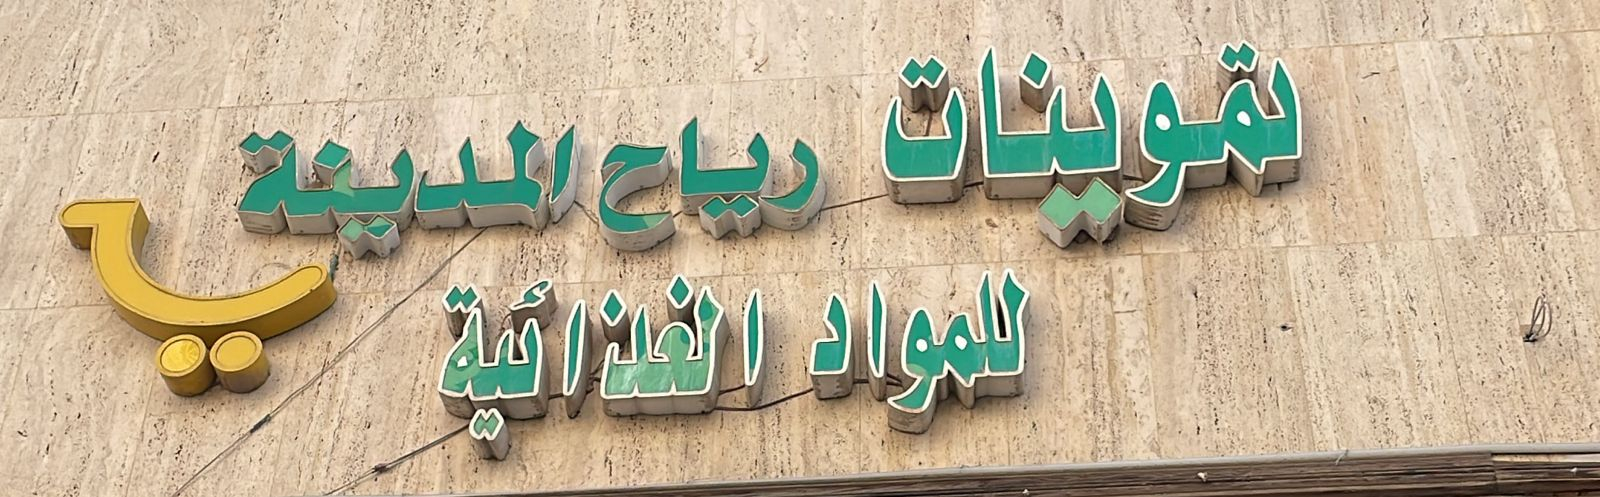 تموينات رياح المدينة
للمواد الغذائية